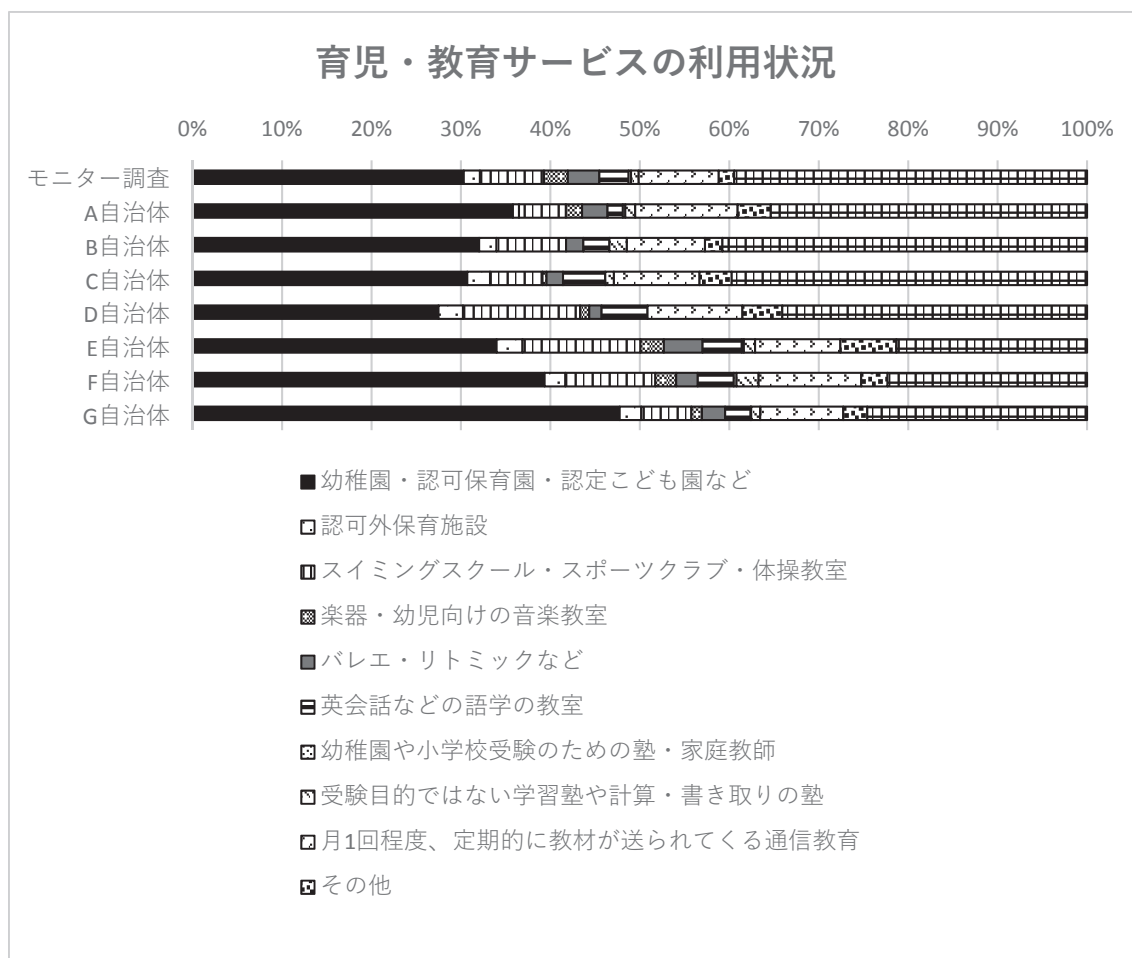 育児・教育サービスの利用状況
0% 10% 20% 30% 40% 50% 60% 70% 80% 90% 100%
モニター調査
A自治体
B自治体
C自治体
D自治体
E自治体
F自治体
G自治体
幼稚園・認可保育園・認定こども園など
認可外保育施設
スイミングスクール・スポーツクラブ・体操教室
楽器・幼児向けの音楽教室
バレエ・リトミックなど
英会話などの語学の教室
幼稚園や小学校受験のための塾・家庭教師
受験目的ではない学習塾や計算・書き取りの塾
月1回程度、定期的に教材が送られてくる通信教育
その他